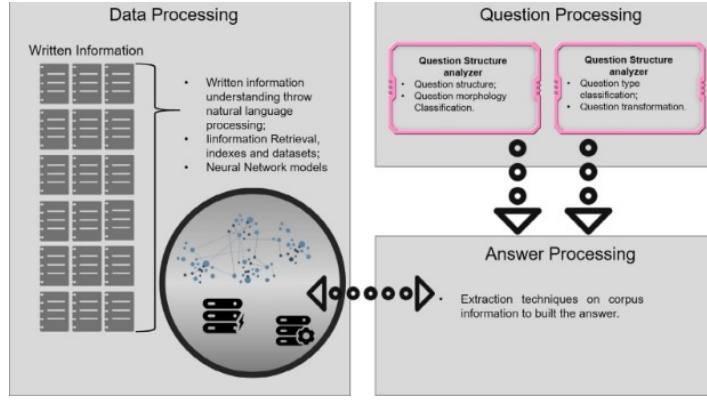 Data Processing
Written Information
• Written information
understanding throw
natural language
processing;
• Iinformation Retrieval,
indexes and datasets;
• Neural Network models
Question Processing
Question Structure
analyzer
• Question structure;
• Question morphology
Classification.
Question Structure
analyzer
• Question type
classification;
• Question transformation.
Answer Processing
• Extraction techniques on corpus
information to built the answer.